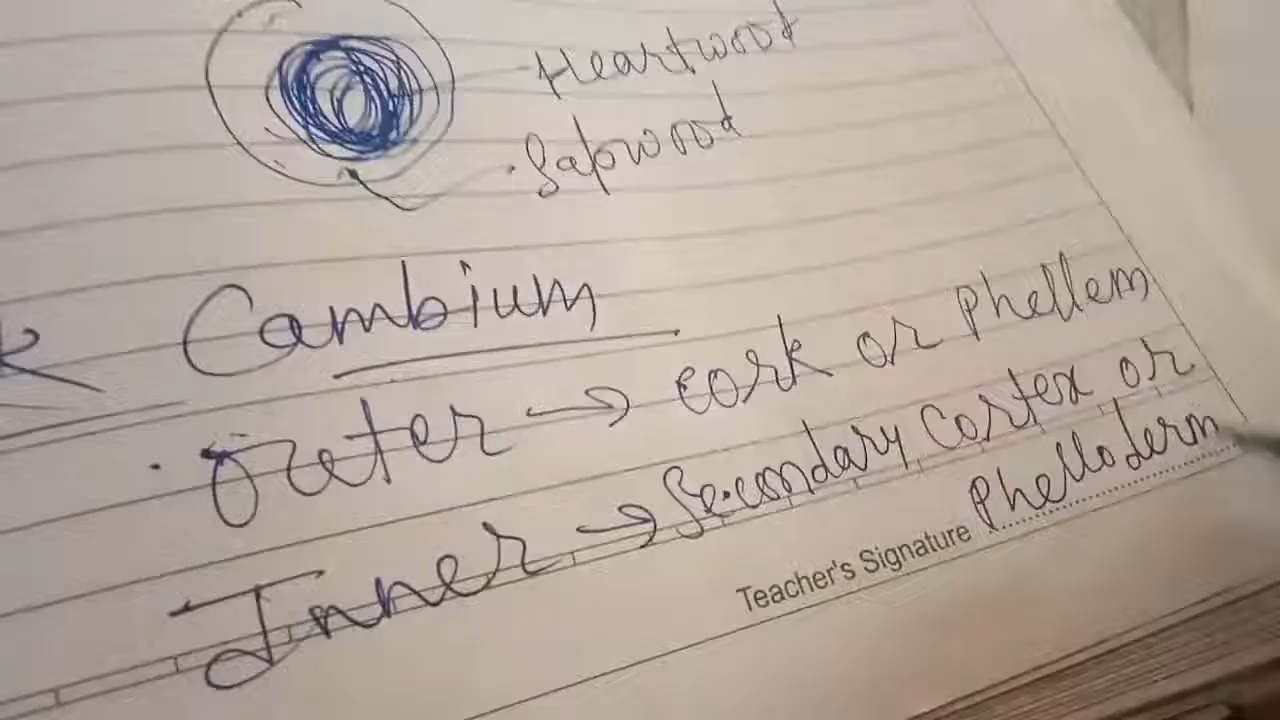 Heartwood
Sapwood
k Cambium
Outer → cork or Phellem
Inner → Secondary Cortex or
Phelloderm
Teacher's Signature